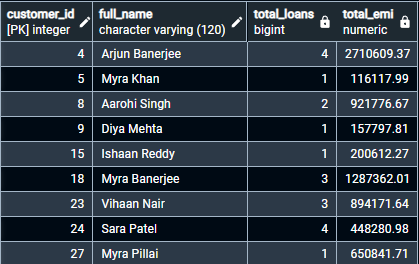 customer_id full_name total_loans total_emi
[PK] integer character varying (120) bigint numeric
4 Arjun Banerjee 4 2710609.37
5 Myra Khan 1 116117.99
8 Aarohi Singh 2 921776.67
9 Diya Mehta 1 157797.81
15 Ishaan Reddy 1 200612.27
18 Myra Banerjee 3 1287362.01
23 Vihaan Nair 3 894171.64
24 Sara Patel 4 448280.98
27 Myra Pillai 1 650841.71